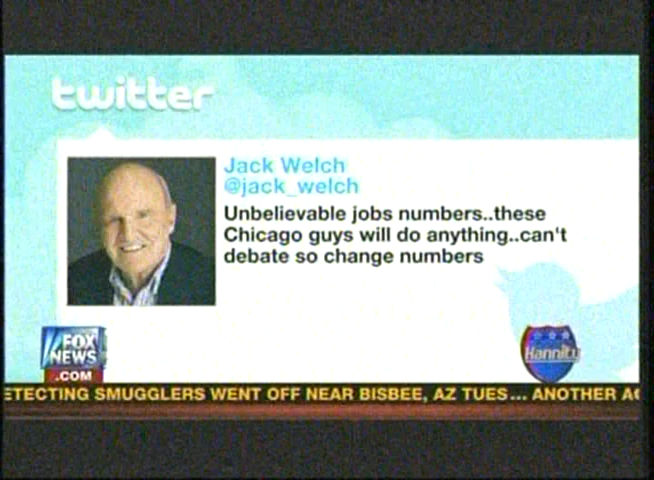 twitter
Jack Welch
@jack_welch
Unbelievable jobs numbers..these
Chicago guys will do anything..can't
debate so change numbers
FOX
NEWS
.COM
Hannity
ETECTING SMUGGLERS WENT OFF NEAR BISBEE, AZ TUES... ANOTHER A